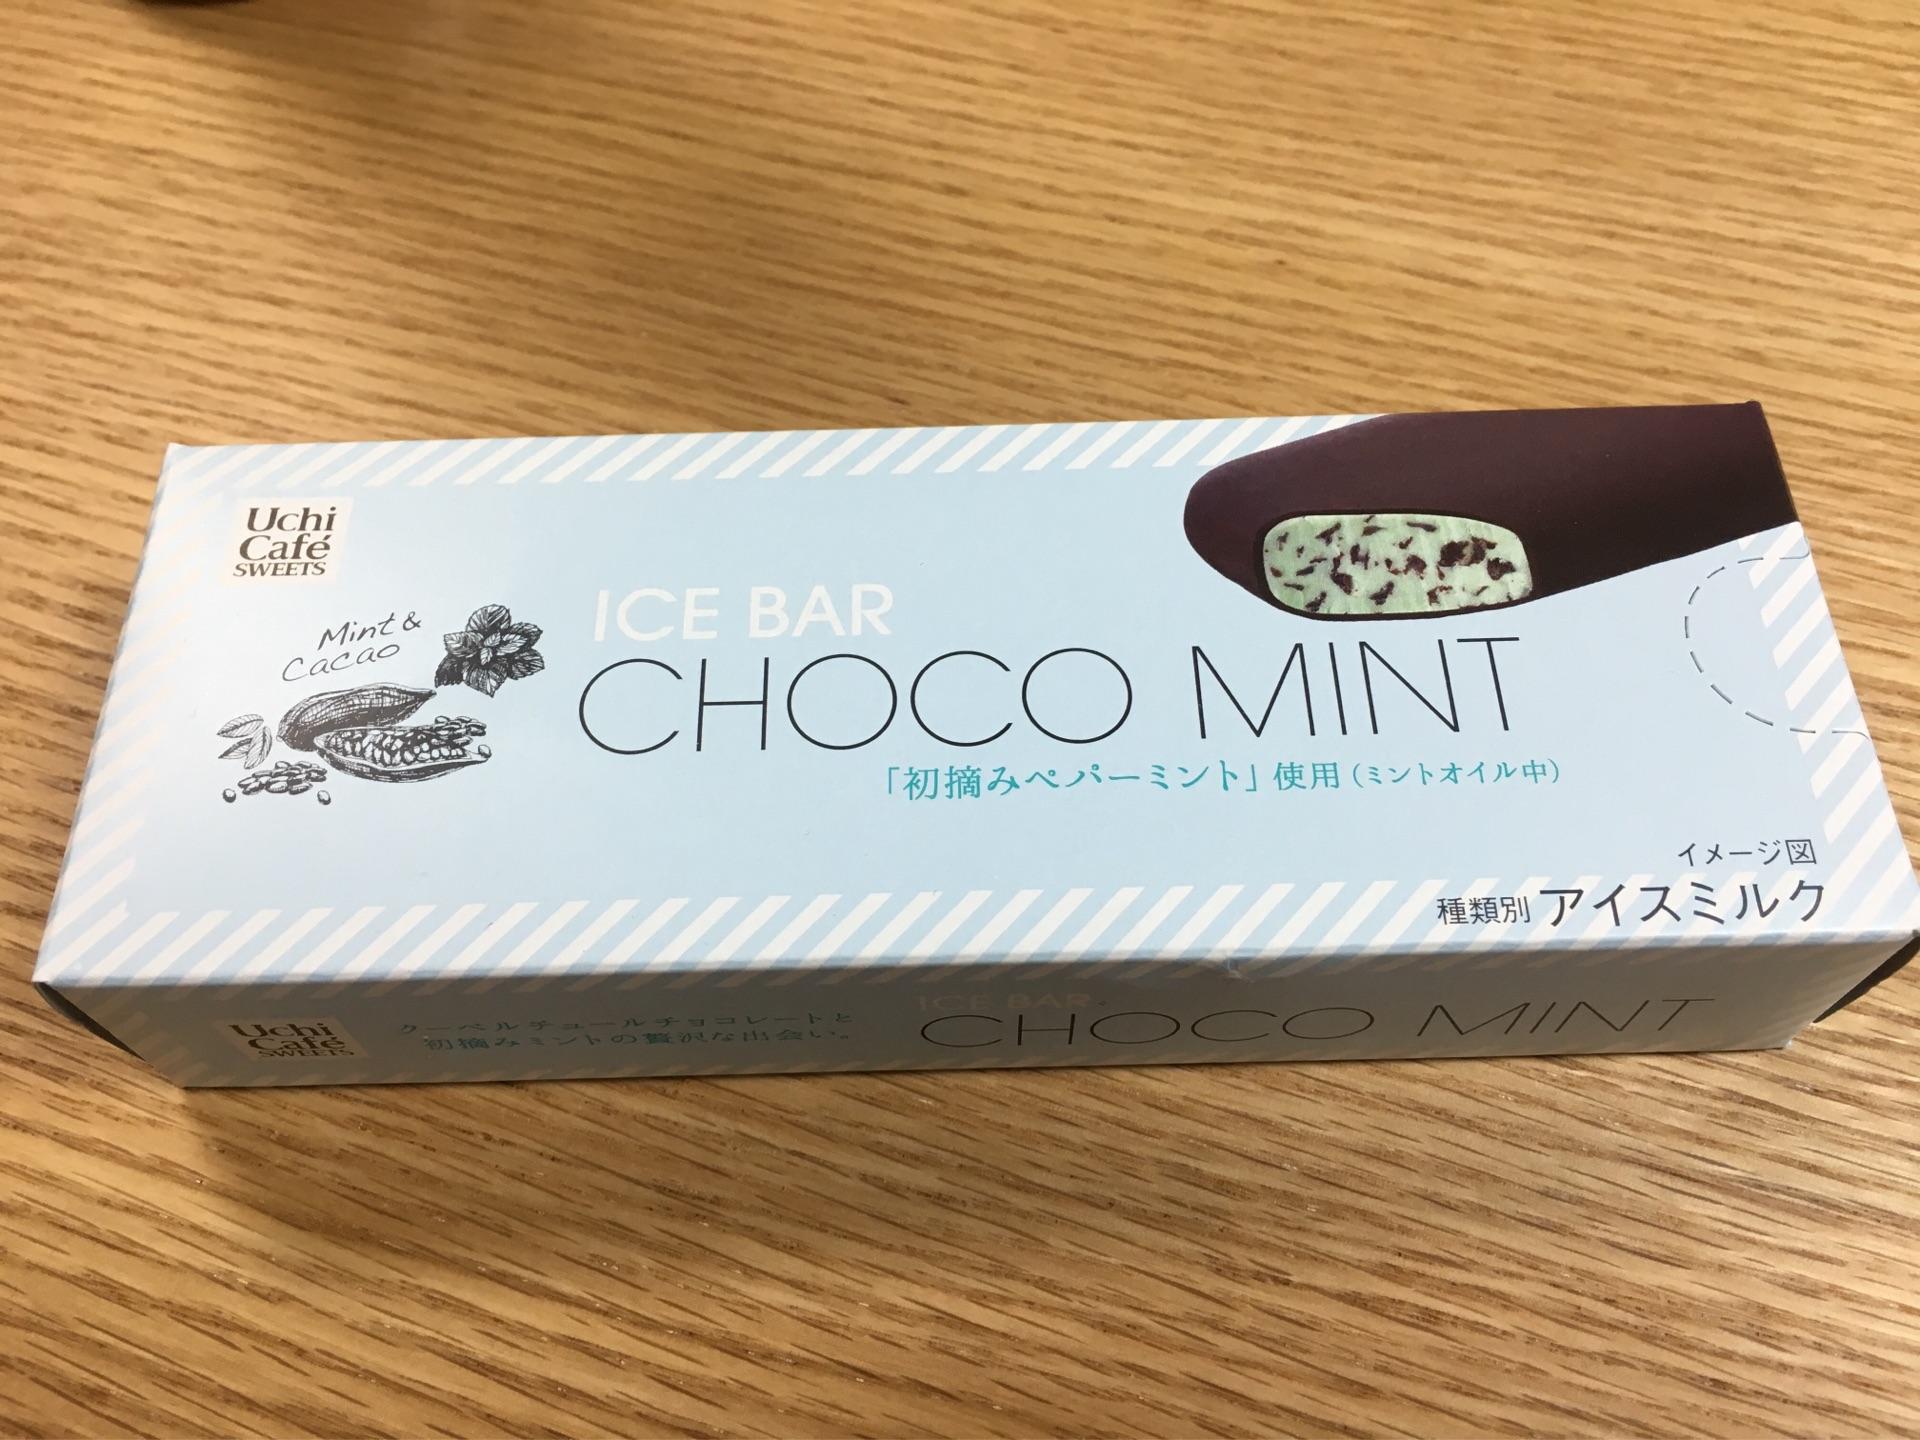 Uchi
Café
SWEETS
Mint &
cacao
ICE BAR
CHOCO MINT
「初摘みペパーミント」使用(ミントオイル中)
イメージ図
種類別 アイスミルク
Uchi
Café
SWEETS
クーベルチュールチョコレートと
初摘みミントの贅沢な出会い。
ICE BAR
CHOCO MINT